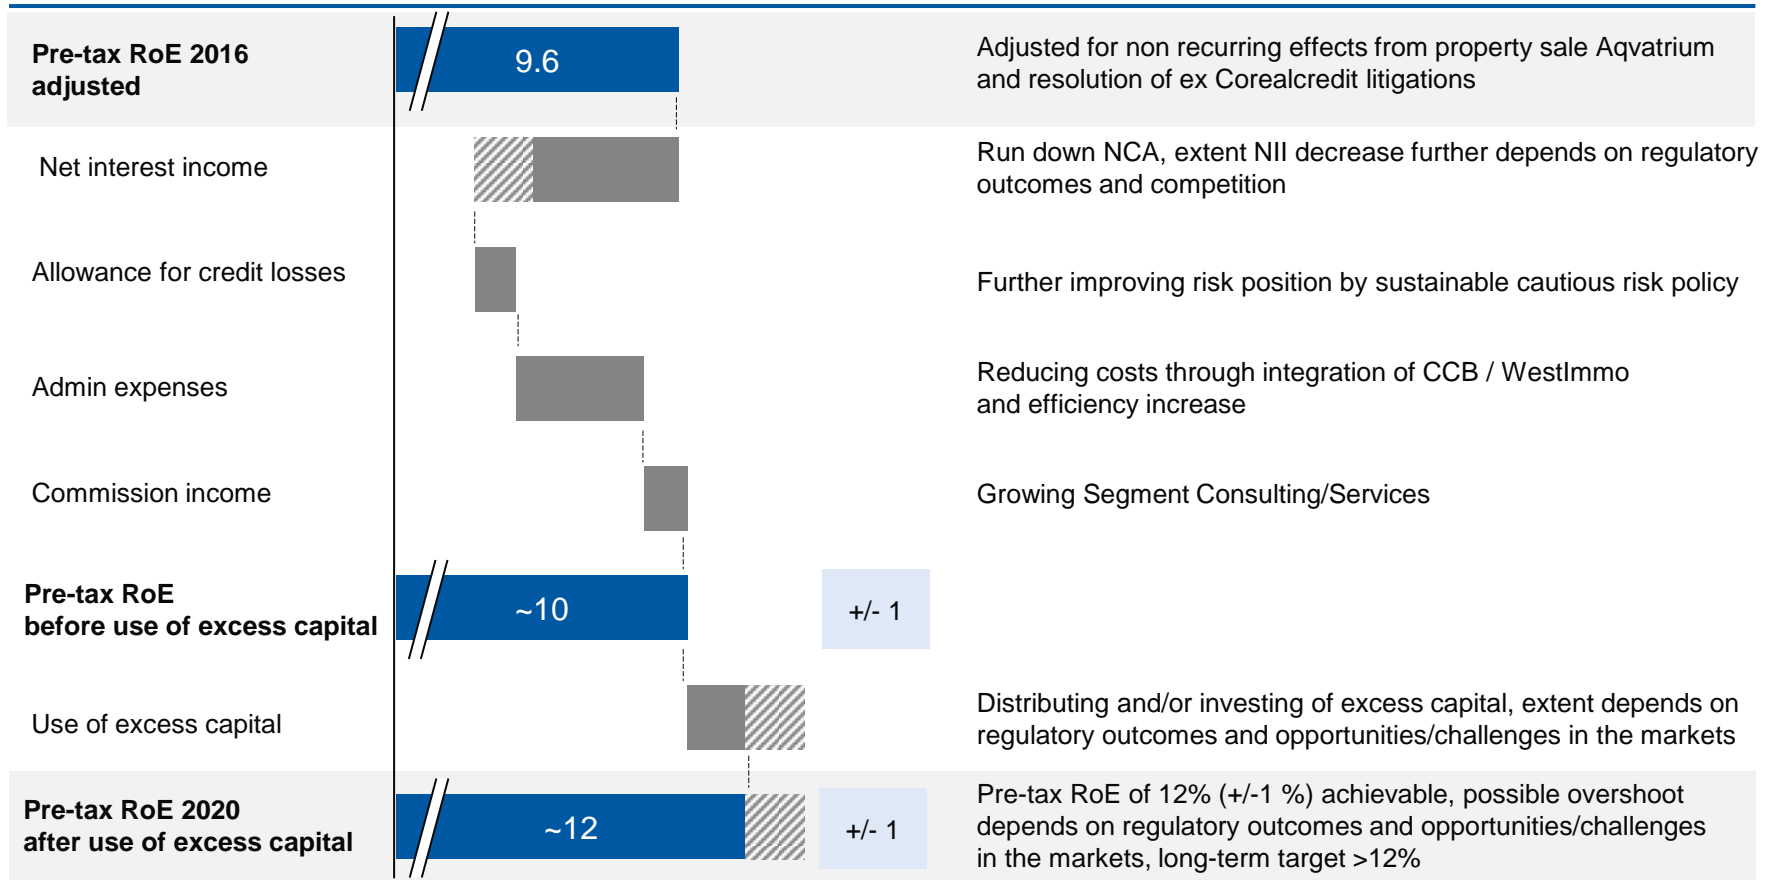 Pre-tax RoE 2016
adjusted
9.6
Adjusted for non recurring effects from property sale Aqvatrium
and resolution of ex Corealcredit litigations
Net interest income
Run down NCA, extent NII decrease further depends on regulatory
outcomes and competition
Allowance for credit losses
Further improving risk position by sustainable cautious risk policy
Admin expenses
Reducing costs through integration of CCB / WestImmo
and efficiency increase
Commission income
Growing Segment Consulting/Services
Pre-tax RoE
before use of excess capital
~10
+/- 1
Use of excess capital
Distributing and/or investing of excess capital, extent depends on
regulatory outcomes and opportunities/challenges in the markets
Pre-tax RoE 2020
after use of excess capital
~12
+/- 1
Pre-tax RoE of 12% (+/-1 %) achievable, possible overshoot
depends on regulatory outcomes and opportunities/challenges
in the markets, long-term target >12%